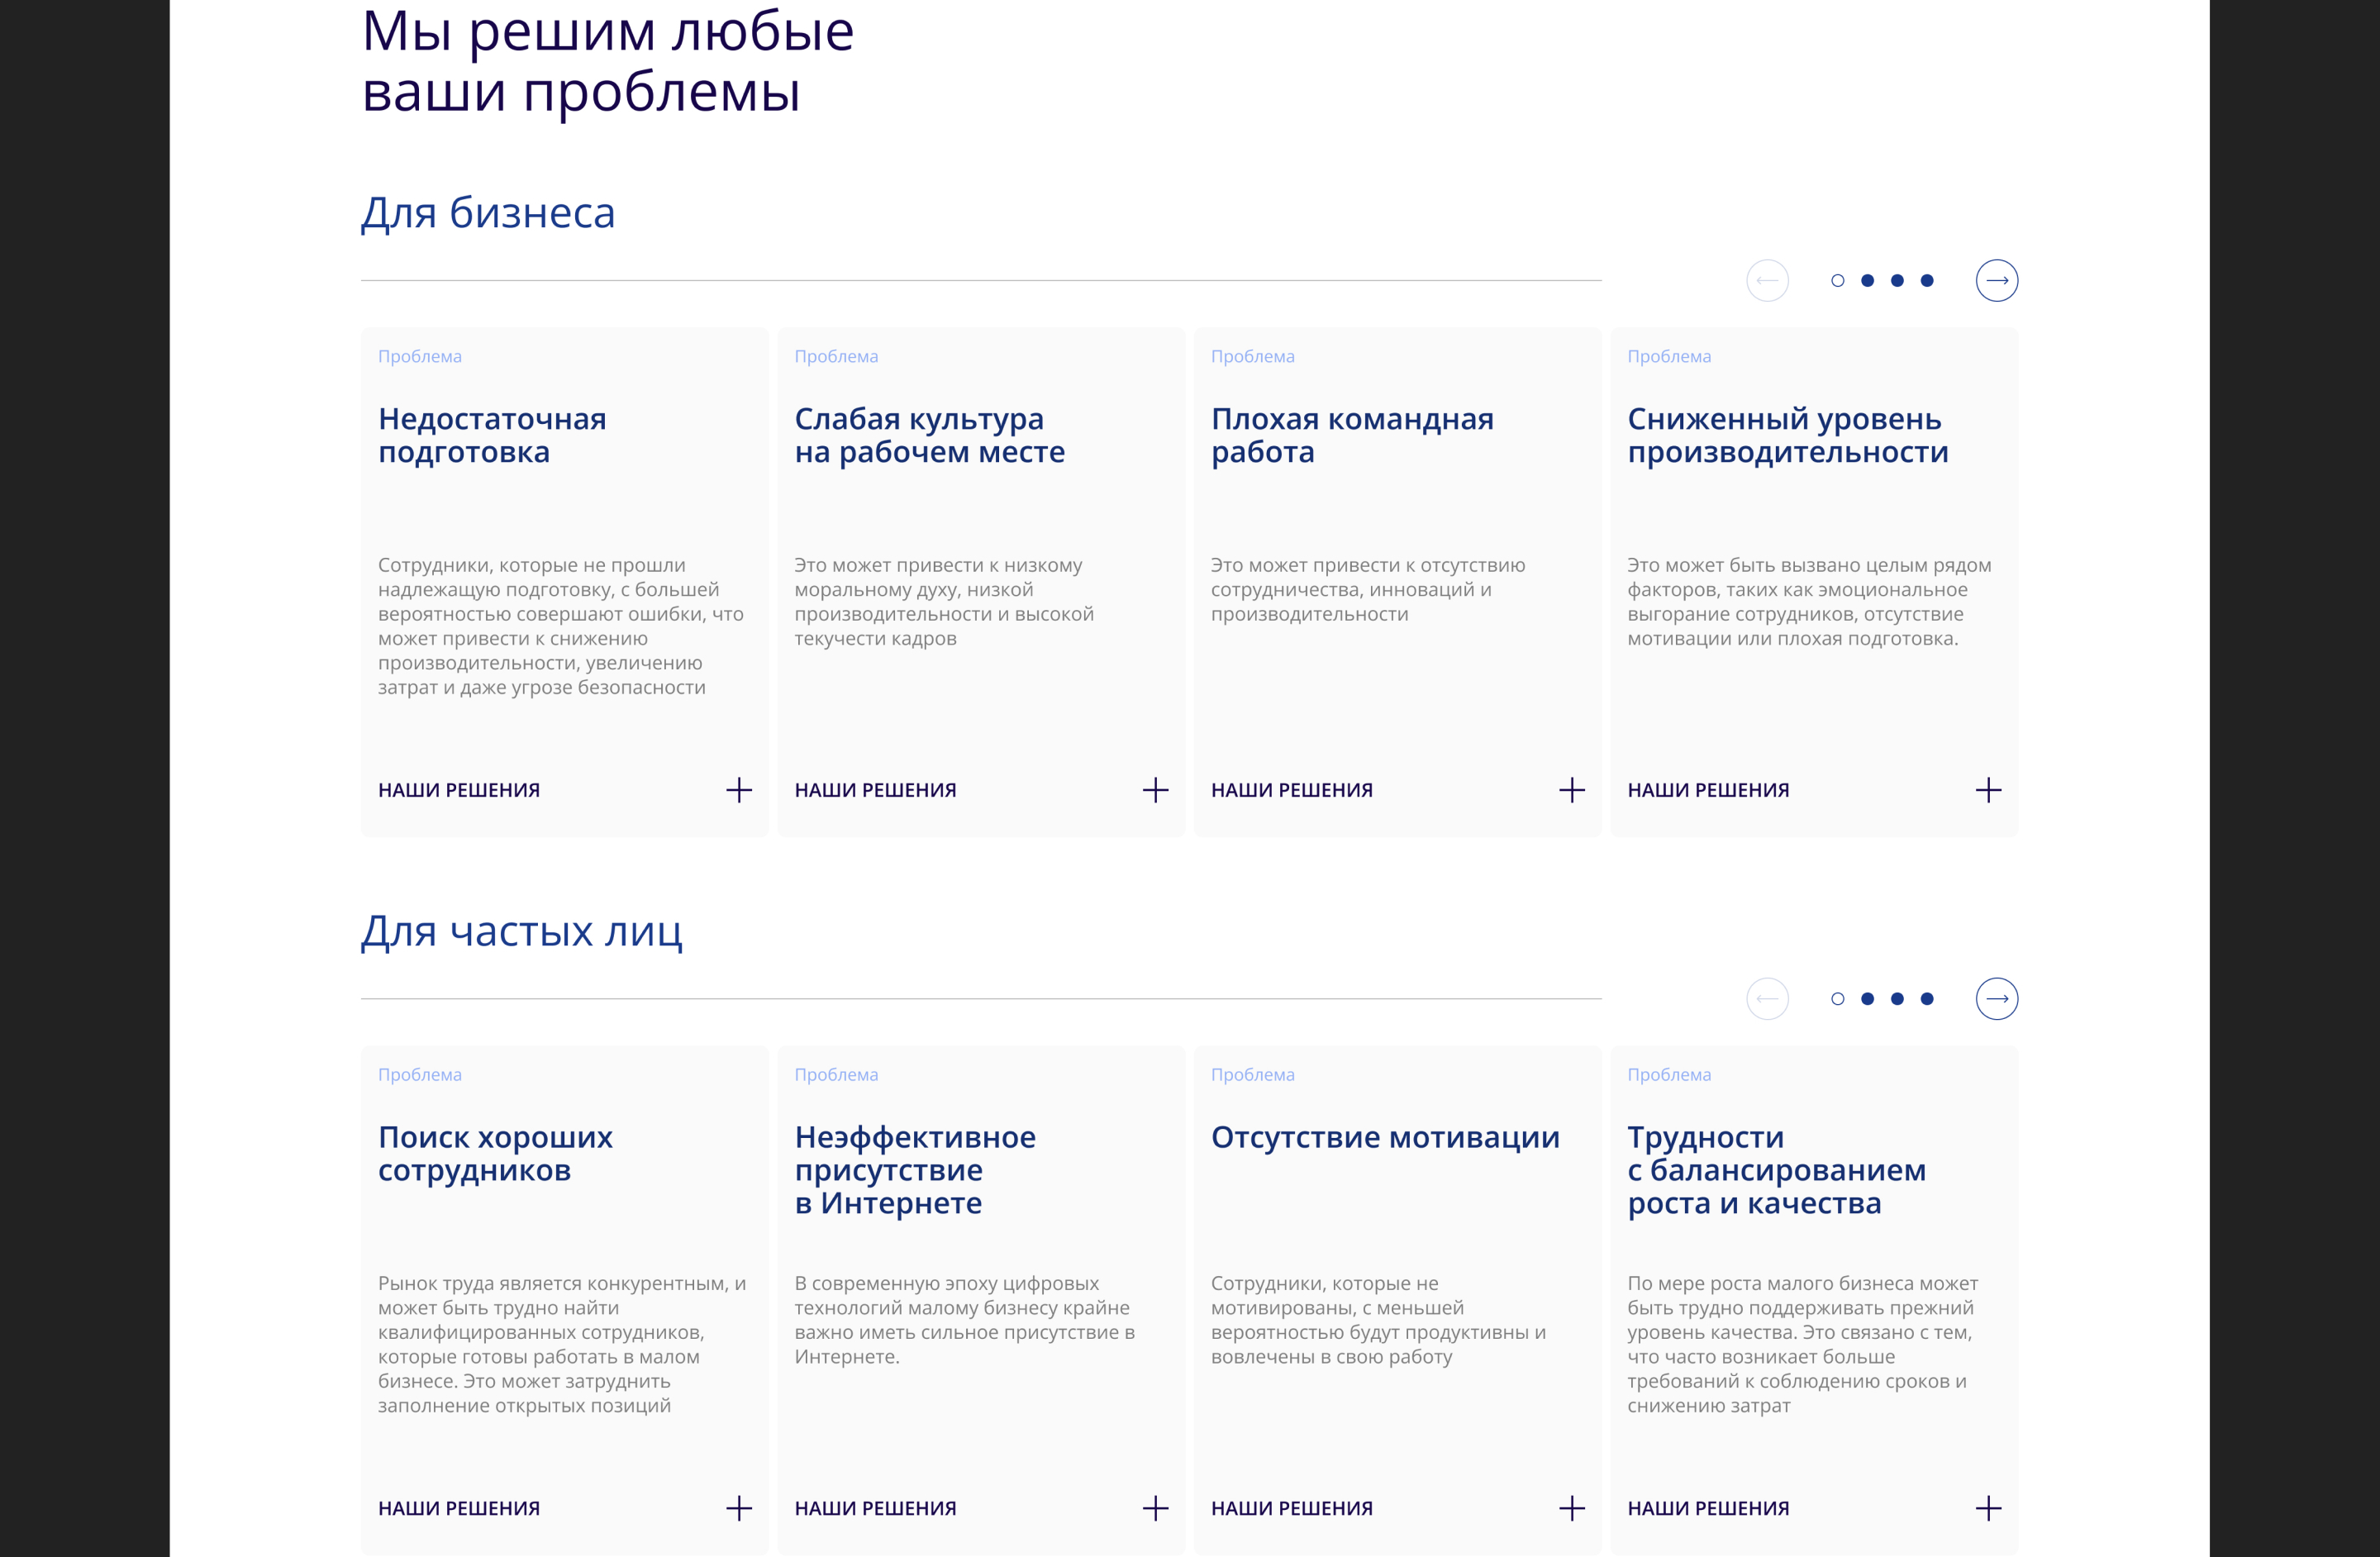 Мы решим любые
ваши проблемы
Для бизнеса
Проблема
Недостаточная
подготовка
Сотрудники, которые не прошли
надлежащую подготовку, с большей
вероятностью совершают ошибки, что
может привести к снижению
производительности, увеличению
затрат и даже угрозе безопасности
НАШИ РЕШЕНИЯ
Проблема
Слабая культура
на рабочем месте
Это может привести к низкому
моральному духу, низкой
производительности и высокой
текучести кадров
НАШИ РЕШЕНИЯ
Проблема
Плохая командная
работа
Это может привести к отсутствию
сотрудничества, инноваций и
производительности
НАШИ РЕШЕНИЯ
Проблема
Сниженный уровень
производительности
Это может быть вызвано целым рядом
факторов, таких как эмоциональное
выгорание сотрудников, отсутствие
мотивации или плохая подготовка.
НАШИ РЕШЕНИЯ
Для частых лиц
Проблема
Поиск хороших
сотрудников
Рынок труда является конкурентным, и
может быть трудно найти
квалифицированных сотрудников,
которые готовы работать в малом
бизнесе. Это может затруднить
заполнение открытых позиций
НАШИ РЕШЕНИЯ
Проблема
Неэффективное
присутствие
в Интернете
В современную эпоху цифровых
технологий малому бизнесу крайне
важно иметь сильное присутствие в
Интернете.
НАШИ РЕШЕНИЯ
Проблема
Отсутствие мотивации
Сотрудники, которые не
мотивированы, с меньшей
вероятностью будут продуктивны и
вовлечены в свою работу
НАШИ РЕШЕНИЯ
Проблема
Трудности
с балансированием
роста и качества
По мере роста малого бизнеса может
быть трудно поддерживать прежний
уровень качества. Это связано с тем,
что часто возникает больше
требований к соблюдению сроков и
снижению затрат
НАШИ РЕШЕНИЯ